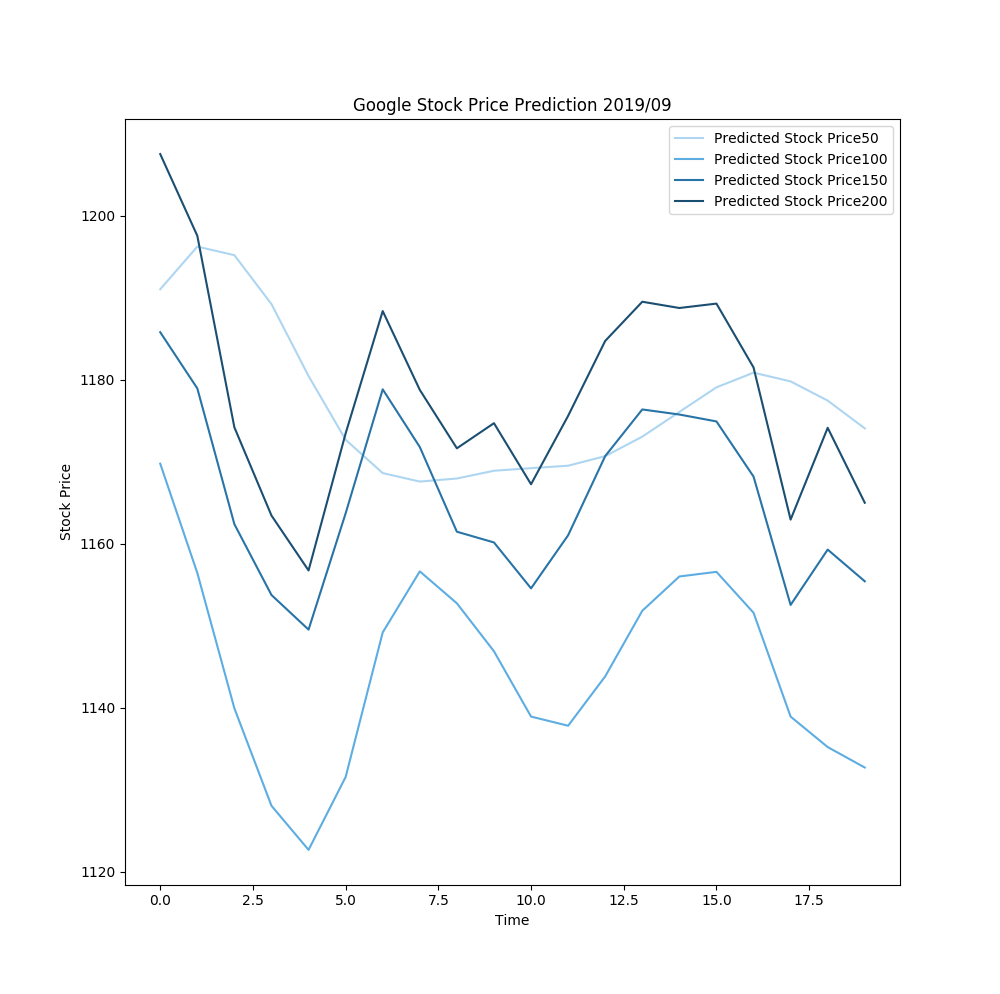 Google Stock Price Prediction 2019/09
Predicted Stock Price50
Predicted Stock Price100
Predicted Stock Price150
Predicted Stock Price200
Stock Price
1200
1180
1160
1140
1120
0.0 2.5 5.0 7.5 10.0 12.5 15.0 17.5
Time